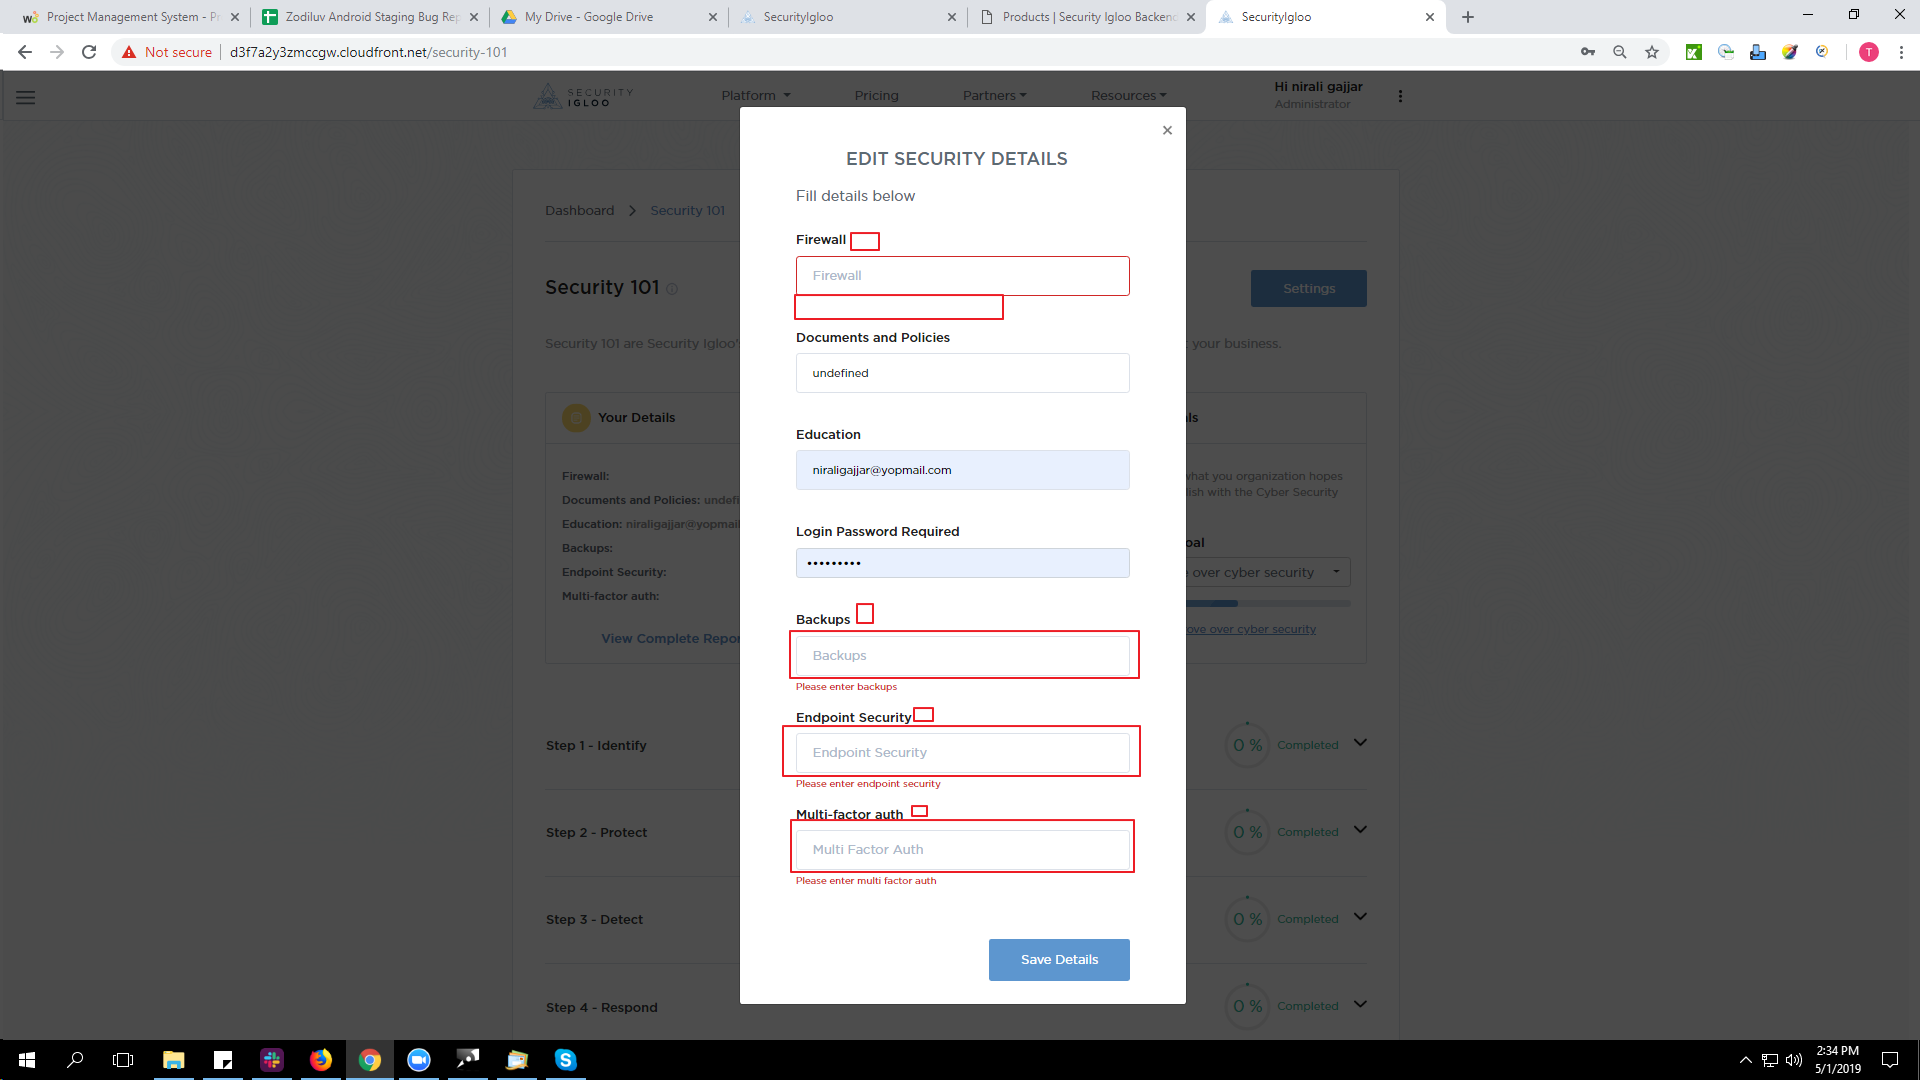 Project Management System - Pr
Zodiluv Android Staging Bug Rep
My Drive - Google Drive
SecurityIgloo
Products | Security Igloo Backend
SecurityIgloo
Not secure
d3f7a2y3zmccgw.cloudfront.net/security-101
T
SECURITY
IGLOO
Platform
Pricing
Partners
Resources
Hi nirali gajjar
Administrator
EDIT SECURITY DETAILS
Fill details below
Dashboard
Security 101
Firewall
Firewall
Security 101
Settings
Documents and Policies
Security 101 are Security Igloo'
your business.
undefined
Your Details
ls
Education
niraligajjar@yopmail.com
Firewall:
Documents and Policies: undefi
Education: niraligajjar@yopmail
Backups:
Endpoint Security:
Multi-factor auth:
what you organization hopes
lish with the Cyber Security
Login Password Required
oal
over cyber security
Backups
ove over cyber security
View Complete Repor
Backups
Please enter backups
Endpoint Security
Endpoint Security
Please enter endpoint security
Step 1 - Identify
0 %
Completed
Multi-factor auth
Multi Factor Auth
Please enter multi factor auth
Step 2 - Protect
0 %
Completed
Step 3 - Detect
0 %
Completed
Save Details
Step 4 - Respond
0 %
Completed
2:34 PM
5/1/2019